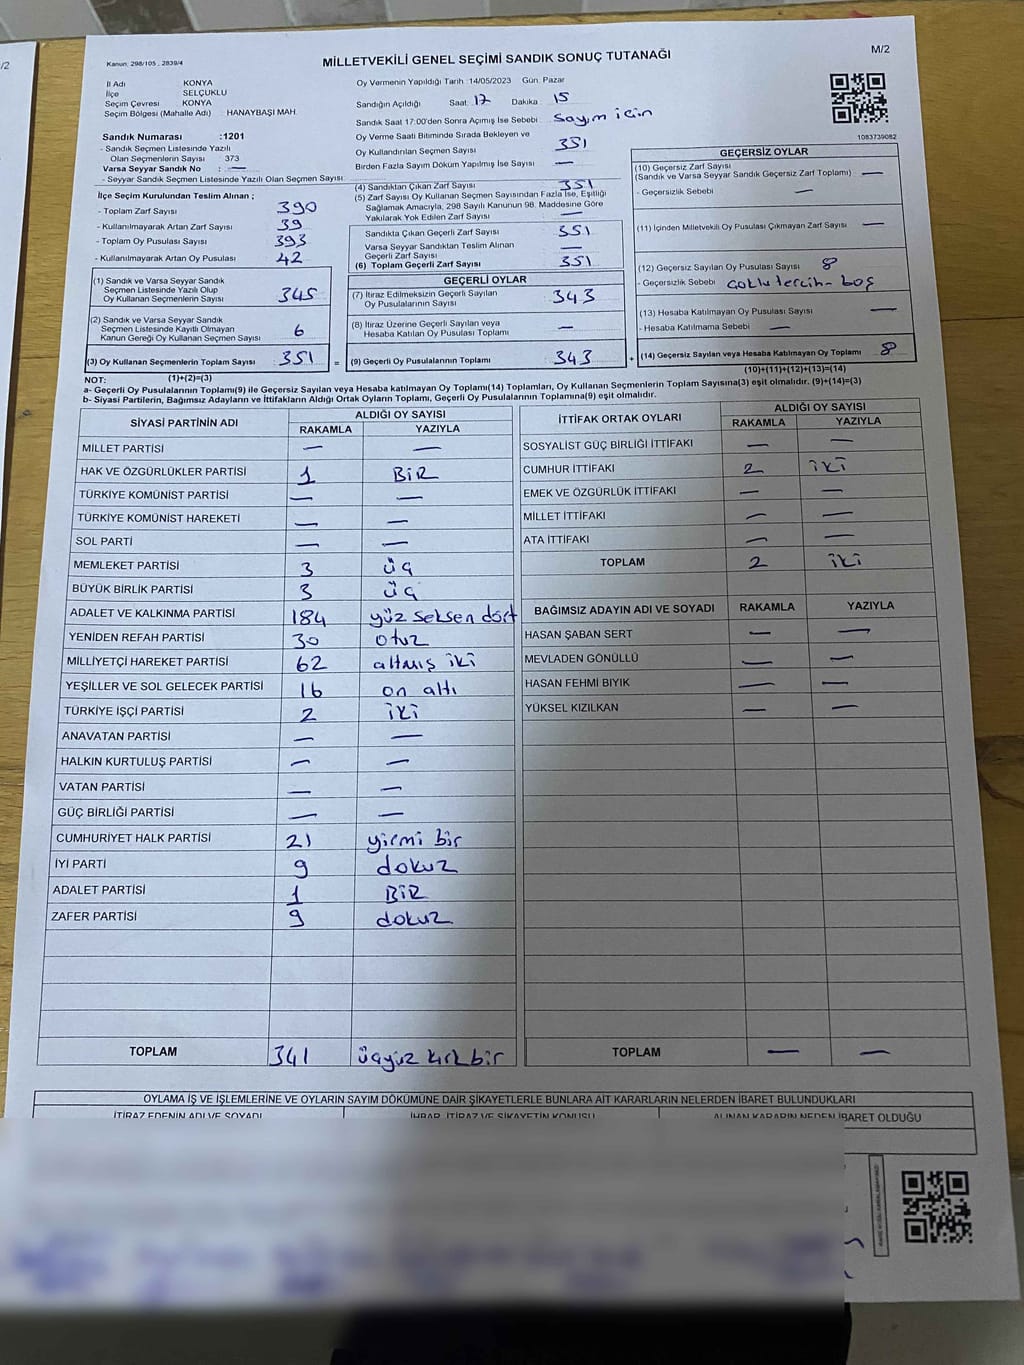 /2
Kanun: 298/105 , 2839/4
MİLLETVEKİLİ GENEL SEÇİMİ SANDIK SONUÇ TUTANAĞI
M/2
İl Adı KONYA
İlçe SELÇUKLU
Seçim Çevresi KONYA
Seçim Bölgesi (Mahalle Adı) HANAYBAŞI MAH.
Sandık Numarası :1201
- Sandık Seçmen Listesinde Yazılı
Olan Seçmenlerin Sayısı 373
Varsa Seyyar Sandık No : —
- Seyyar Sandık Seçmen Listesinde Yazılı Olan Seçmen Sayısı:
Oy Vermenin Yapıldığı Tarih :14/05/2023 Gün: Pazar
Sandığın Açıldığı Saat 17 Dakika 15
Sandık Saat 17:00'den Sonra Açımış İse Sebebi Sayım için
Oy Verme Saati Bitiminde Sırada Bekleyen ve
Oy Kullandırılan Seçmen Sayısı 351
Birden Fazla Sayım Döküm Yapılmış İse Sayısı —
1083739082
İlçe Seçim Kurulundan Teslim Alınan ;
- Toplam Zarf Sayısı 390
- Kullanılmayarak Artan Zarf Sayısı 39
- Toplam Oy Pusulası Sayısı 393
- Kullanılmayarak Artan Oy Pusulası 42
(4) Sandıktan Çıkan Zarf Sayısı 351
(5) Zarf Sayısı Oy Kullanan Seçmen Sayısından Fazla İse, Eşitliği
Sağlamak Amacıyla, 298 Sayılı Kanunun 98. Maddesine Göre
Yakılarak Yok Edilen Zarf Sayısı —
Sandıkta Çıkan Geçerli Zarf Sayısı 351
Varsa Seyyar Sandıktan Teslim Alınan
Geçerli Zarf Sayısı —
(6) Toplam Geçerli Zarf Sayısı 351
GEÇERSİZ OYLAR
(10) Geçersiz Zarf Sayısı
(Sandık ve Varsa Seyyar Sandık Geçersiz Zarf Toplamı) —
- Geçersizlik Sebebi —
(11) İçinden Milletvekili Oy Pusulası Çıkmayan Zarf Sayısı —
(12) Geçersiz Sayılan Oy Pusulası Sayısı 8
- Geçersizlik Sebebi çoklu tercih - boş
(13) Hesaba Katılmayan Oy Pusulası Sayısı —
- Hesaba Katılmama Sebebi —
(14) Geçersiz Sayılan veya Hesaba Katılmayan Oy Toplamı 8
(10)+(11)+(12)+(13)=(14)
(1) Sandık ve Varsa Seyyar Sandık
Seçmen Listesinde Yazılı Olup
Oy Kullanan Seçmenlerin Sayısı 345
(2) Sandık ve Varsa Seyyar Sandık
Seçmen Listesinde Kayıtlı Olmayan
Kanun Gereği Oy Kullanan Seçmen Sayısı 6
(3) Oy Kullanan Seçmenlerin Toplam Sayısı 351 =
(1)+(2)=(3)
GEÇERLİ OYLAR
(7) İtiraz Edilmeksizin Geçerli Sayılan
Oy Pusulalarının Sayısı 343
(8) İtiraz Üzerine Geçerli Sayılan veya
Hesaba Katılan Oy Pusulası Toplamı —
(9) Geçerli Oy Pusulalarının Toplamı 343 +
NOT:
a- Geçerli Oy Pusulalarının Toplamı(9) ile Geçersiz Sayılan veya Hesaba katılmayan Oy Toplamı(14) Toplamları, Oy Kullanan Seçmenlerin Toplam Sayısına(3) eşit olmalıdır. (9)+(14)=(3)
b- Siyasi Partilerin, Bağımsız Adayların ve İttifakların Aldığı Ortak Oyların Toplamı, Geçerli Oy Pusulalarının Toplamına(9) eşit olmalıdır.
SİYASİ PARTİNİN ADI ALDIĞI OY SAYISI
RAKAMLA YAZIYLA
MİLLET PARTİSİ — —
HAK VE ÖZGÜRLÜKLER PARTİSİ 1 BİR
TÜRKİYE KOMÜNİST PARTİSİ — —
TÜRKİYE KOMÜNİST HAREKETİ — —
SOL PARTİ — —
MEMLEKET PARTİSİ 3 üç
BÜYÜK BİRLİK PARTİSİ 3 üç
ADALET VE KALKINMA PARTİSİ 184 yüz seksen dört
YENİDEN REFAH PARTİSİ 30 otuz
MİLLİYETÇİ HAREKET PARTİSİ 62 altmış iki
YEŞİLLER VE SOL GELECEK PARTİSİ 16 on altı
TÜRKİYE İŞÇİ PARTİSİ 2 iki
ANAVATAN PARTİSİ — —
HALKIN KURTULUŞ PARTİSİ — —
VATAN PARTİSİ — —
GÜÇ BİRLİĞİ PARTİSİ — —
CUMHURİYET HALK PARTİSİ 21 yirmi bir
İYİ PARTİ 9 dokuz
ADALET PARTİSİ 1 BİR
ZAFER PARTİSİ 9 dokuz
TOPLAM 341 üçyüz kırk bir
İTTİFAK ORTAK OYLARI ALDIĞI OY SAYISI
RAKAMLA YAZIYLA
SOSYALİST GÜÇ BİRLİĞİ İTTİFAKI — —
CUMHUR İTTİFAKI 2 iki
EMEK VE ÖZGÜRLÜK İTTİFAKI — —
MİLLET İTTİFAKI — —
ATA İTTİFAKI — —
TOPLAM 2 iki
BAĞIMSIZ ADAYIN ADI VE SOYADI RAKAMLA YAZIYLA
HASAN ŞABAN SERT — —
MEVLADEN GÖNÜLLÜ — —
HASAN FEHMİ BIYIK — —
YÜKSEL KIZILKAN — —
TOPLAM — —
OYLAMA İŞ VE İŞLEMLERİNE VE OYLARIN SAYIM DÖKÜMÜNE DAİR ŞİKAYETLERLE BUNLARA AİT KARARLARIN NELERDEN İBARET BULUNDUKLARI
İTİRAZ EDENİN ADI VE SOYADI İHBAR, İTİRAZ VE ŞİKAYETİN KONUSU ALINAN KARARIN NEDEN İBARET OLDUĞU